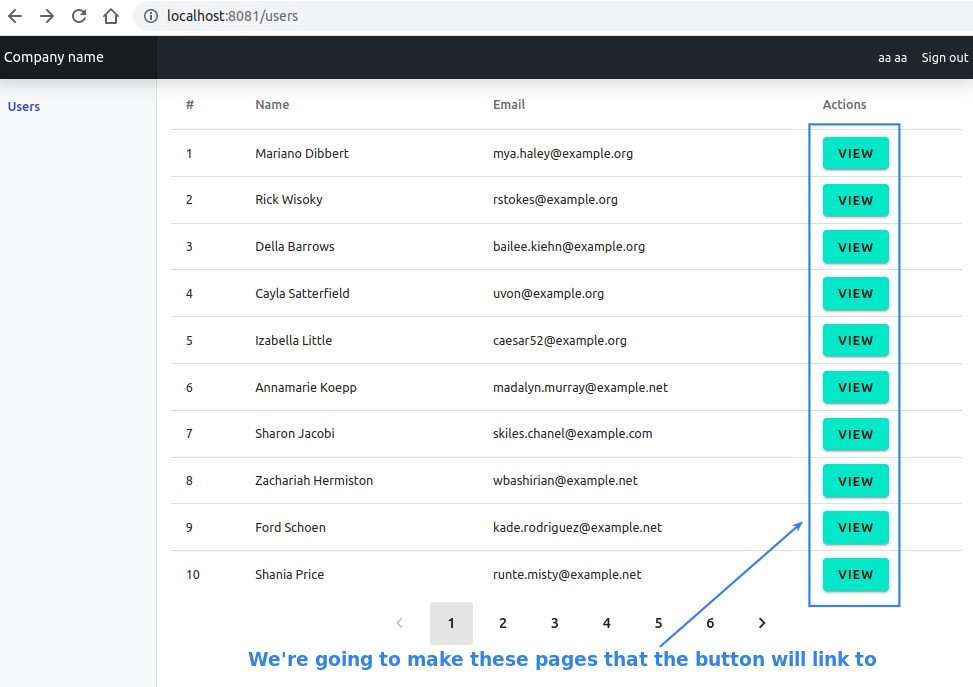 localhost:8081/users
Company name aa aa Sign out
Users
# Name Email Actions
1 Mariano Dibbert mya.haley@example.org VIEW
2 Rick Wisoky rstokes@example.org VIEW
3 Della Barrows bailee.kiehn@example.org VIEW
4 Cayla Satterfield uvon@example.org VIEW
5 Izabella Little caesar52@example.org VIEW
6 Annamarie Koepp madalyn.murray@example.net VIEW
7 Sharon Jacobi skiles.chanel@example.com VIEW
8 Zachariah Hermiston wbashirian@example.net VIEW
9 Ford Schoen kade.rodriguez@example.net VIEW
10 Shania Price runte.misty@example.net VIEW
1 2 3 4 5 6
We're going to make these pages that the button will link to